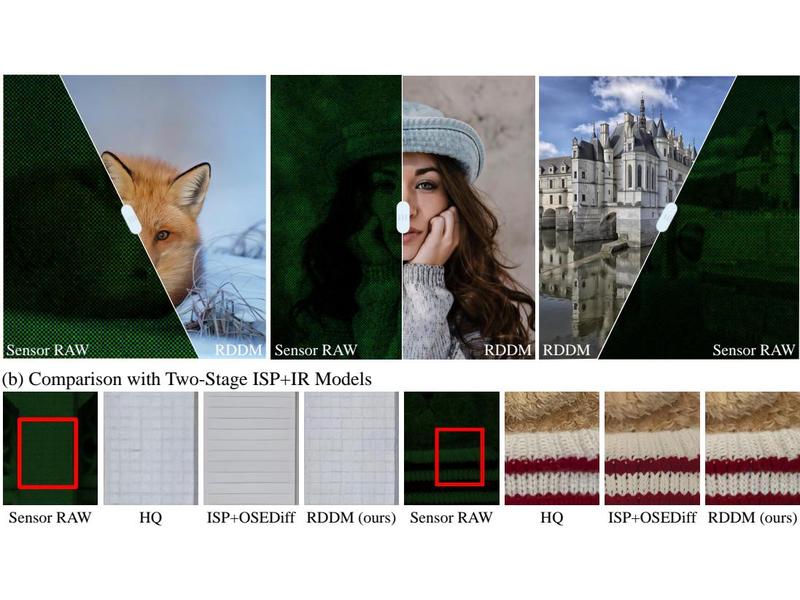 Sensor RAW
RDDM
Sensor RAW
RDDM
RDDM
Sensor RAW
(b) Comparison with Two-Stage ISP+IR Models
Sensor RAW
HQ
ISP+OSEDiff
RDDM (ours)
Sensor RAW
HQ
ISP+OSEDiff
RDDM (ours)